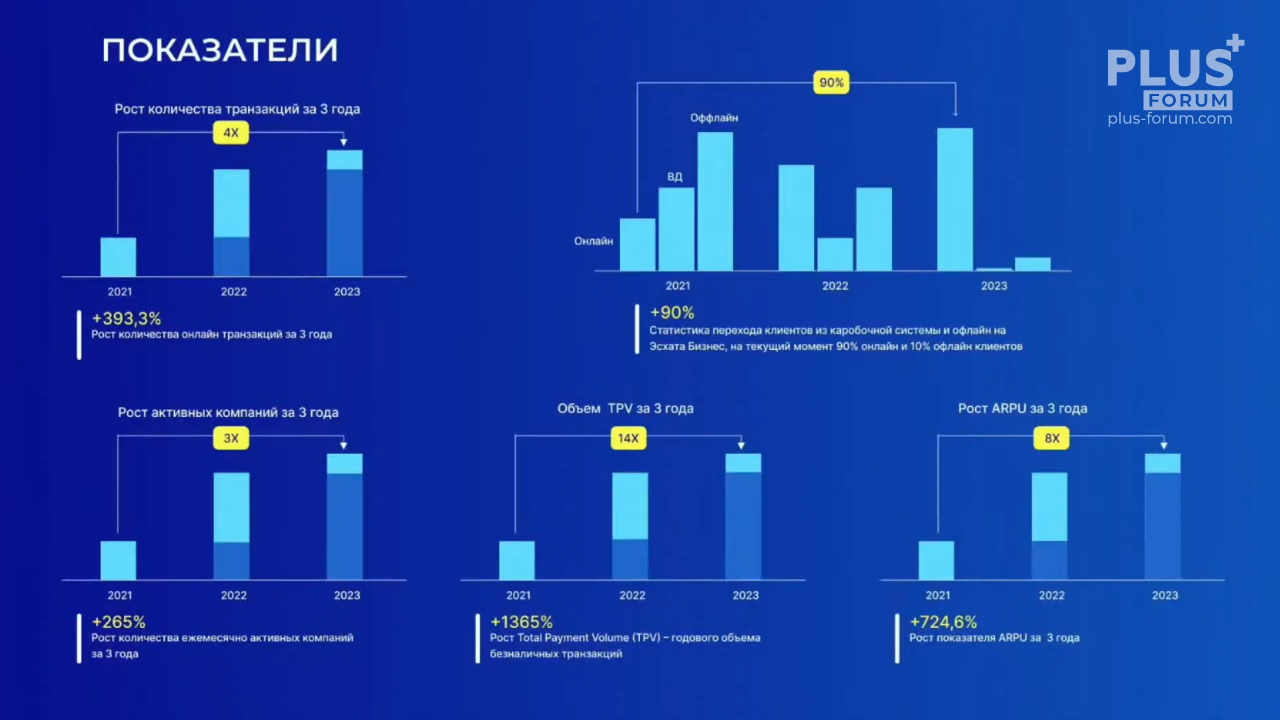 ПОКАЗАТЕЛИ
PLUS+
FORUM
plus-forum.com
Рост количества транзакций за 3 года
4X
2021
2022
2023
+393,3%
Рост количества онлайн транзакций за 3 года
90%
Оффлайн
ВД
Онлайн
2021
2022
2023
+90%
Статистика перехода клиентов из каробочной системы и офлайн на
Эсхата Бизнес, на текущий момент 90% онлайн и 10% офлайн клиентов
Рост активных компаний за 3 года
3X
2021
2022
2023
+265%
Рост количества ежемесячно активных компаний
за 3 года
Объем TPV за 3 года
14X
2021
2022
2023
+1365%
Рост Total Payment Volume (TPV) – годового объема
безналичных транзакций
Рост ARPU за 3 года
8X
2021
2022
2023
+724,6%
Рост показателя ARPU за 3 года